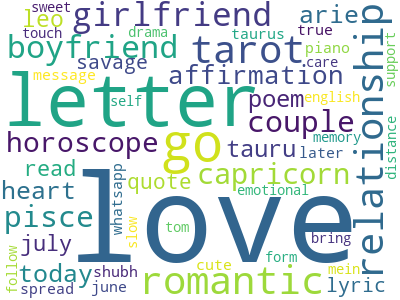 sweet girlfriend tarot arie
leo touch drama taurus true
boyfriend savage piano care
message affirmation support
letter self poem english
horoscope go couple relationship
tauru memory later distance
read quote capricorn
heart whatsapp emotional
pisce love slow tom bring
july cute form mein
follow today shubh romantic lyric
spread june